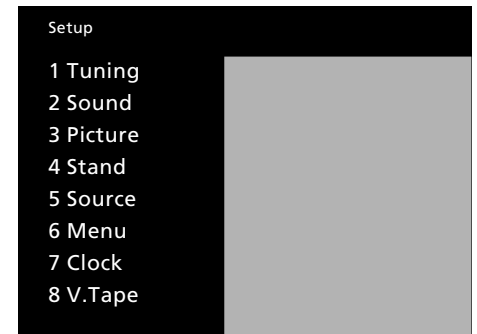 Setup
1 Tuning
2 Sound
3 Picture
4 Stand
5 Source
6 Menu
7 Clock
8 V.Tape